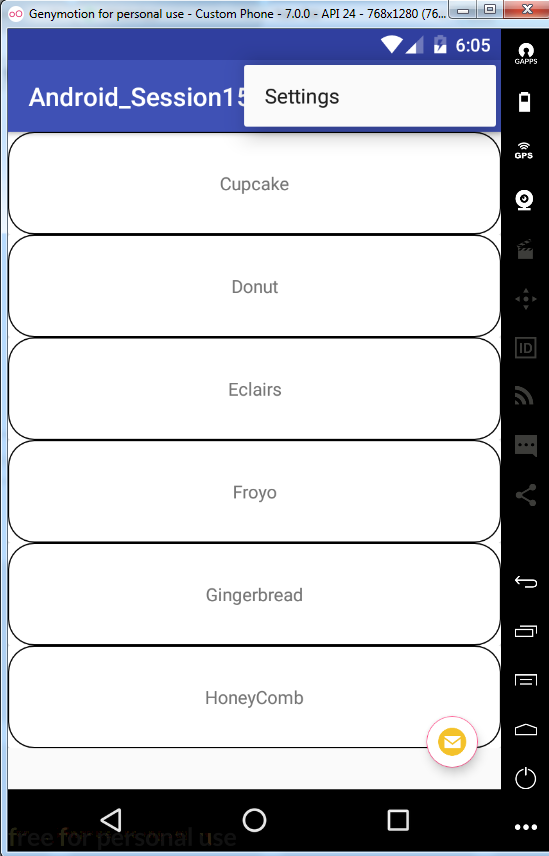 Genymotion for personal use - Custom Phone - 7.0.0 - API 24 - 768x1280 (76...
6:05
Android_Session15
Settings
Cupcake
Donut
Eclairs
Froyo
Gingerbread
HoneyComb
free for personal use
GAPPS
GPS
ID